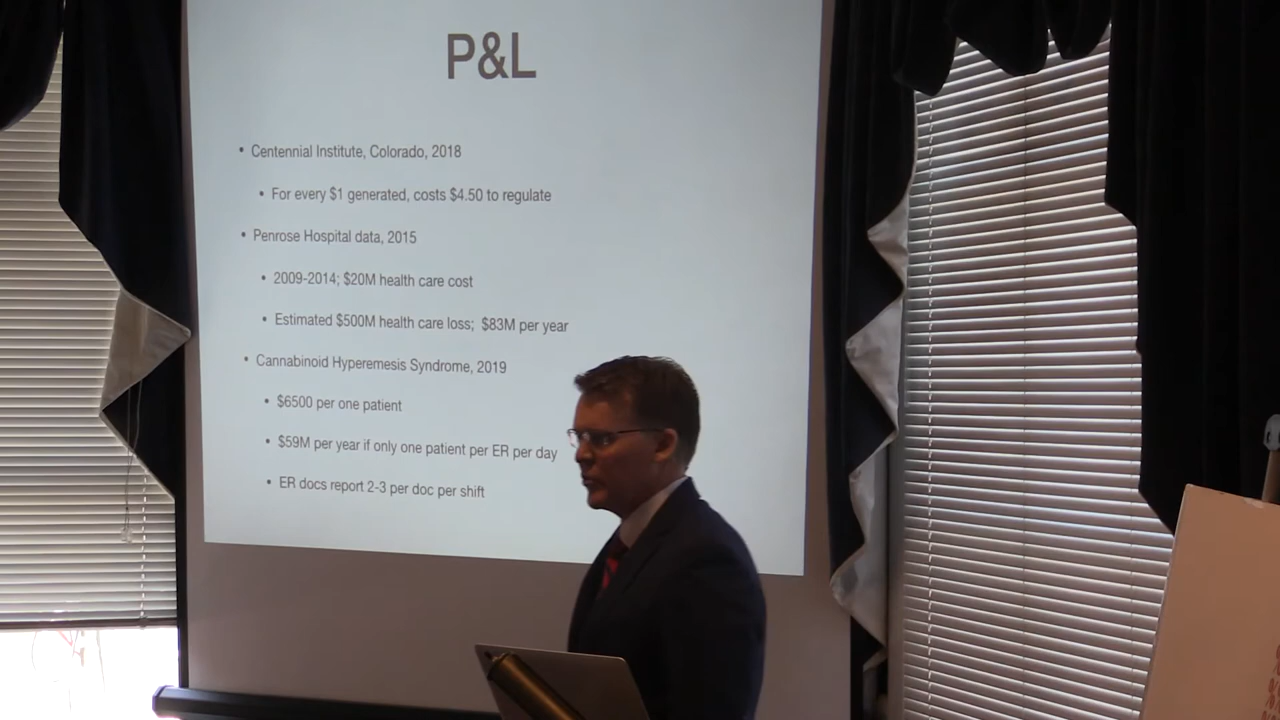 P&L
• Centennial Institute, Colorado, 2018
• For every $1 generated, costs $4.50 to regulate
• Penrose Hospital data, 2015
• 2009-2014; $20M health care cost
• Estimated $500M health care loss; $83M per year
• Cannabinoid Hyperemesis Syndrome, 2019
• $6500 per one patient
• $59M per year if only one patient per ER per day
• ER docs report 2-3 per doc per shift